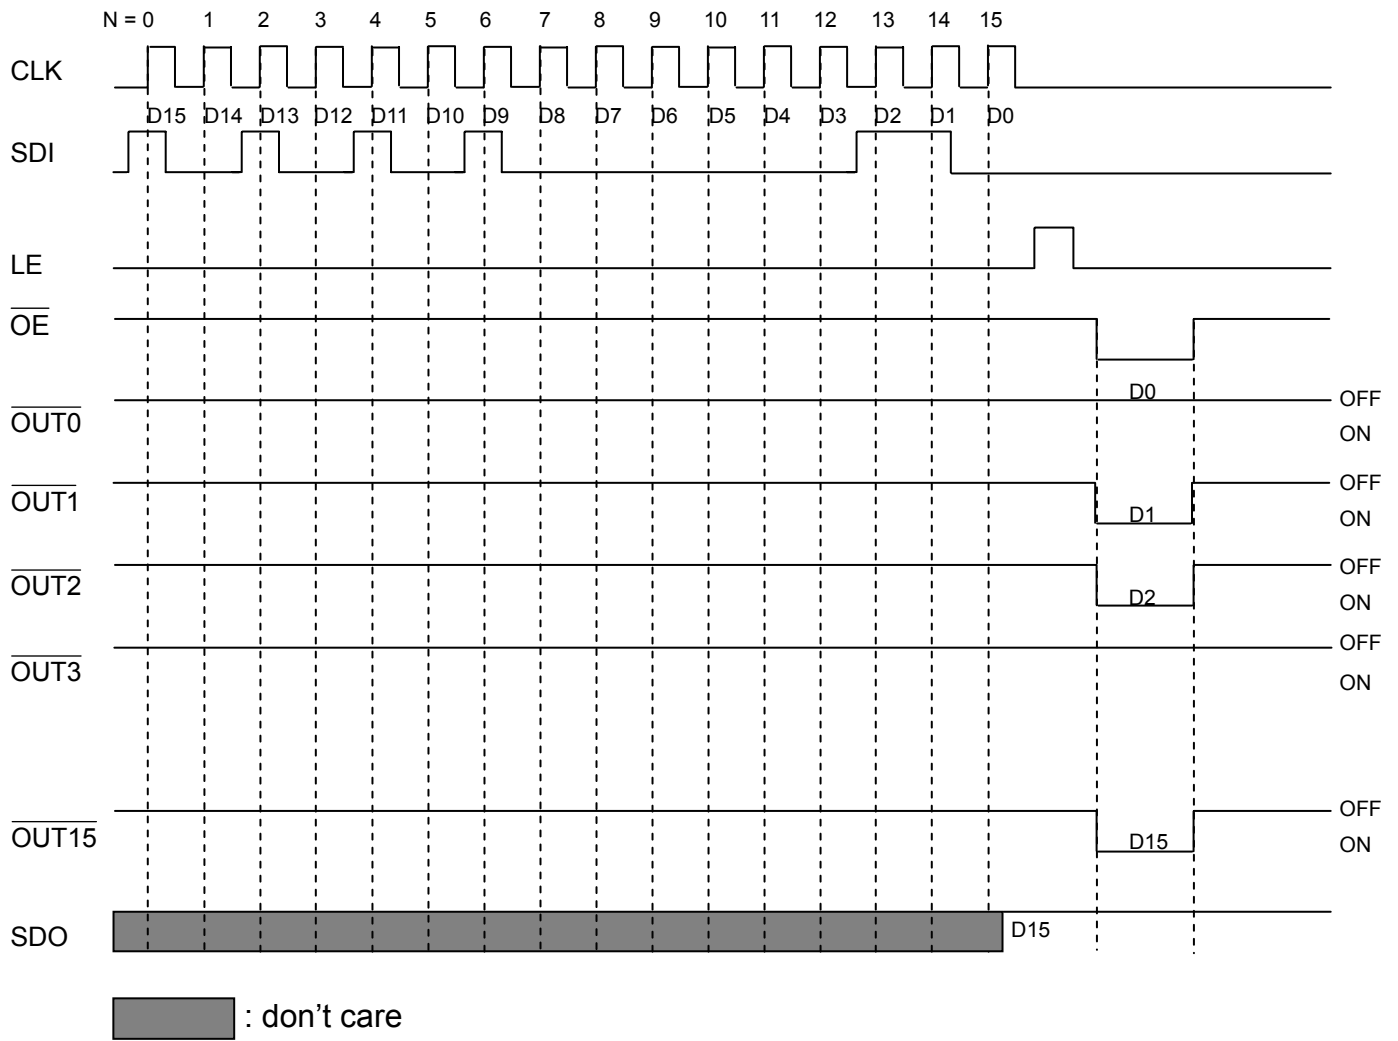 N = 0 1 2 3 4 5 6 7 8 9 10 11 12 13 14 15
CLK
D15 D14 D13 D12 D11 D10 D9 D8 D7 D6 D5 D4 D3 D2 D1 D0
SDI
LE
OE
D0
OFF
OUT0
ON
OFF
OUT1
D1
ON
OFF
OUT2
D2
ON
OFF
OUT3
ON
OFF
OUT15
D15
ON
SDO
D15
: don’t care